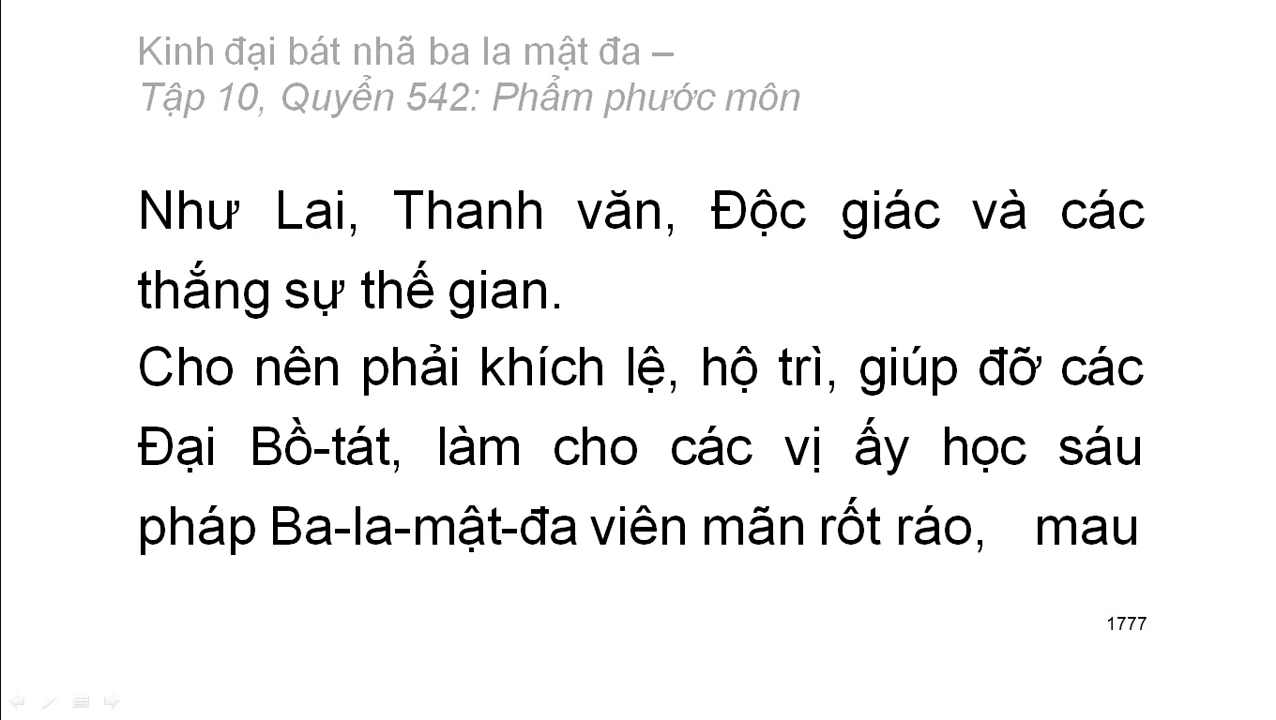 Kinh đại bát nhã ba la mật đa –
Tập 10, Quyển 542: Phẩm phước môn
Như Lai, Thanh văn, Độc giác và các
thắng sự thế gian.
Cho nên phải khích lệ, hộ trì, giúp đỡ các
Đại Bồ-tát, làm cho các vị ấy học sáu
pháp Ba-la-mật-đa viên mãn rốt ráo, mau
1777